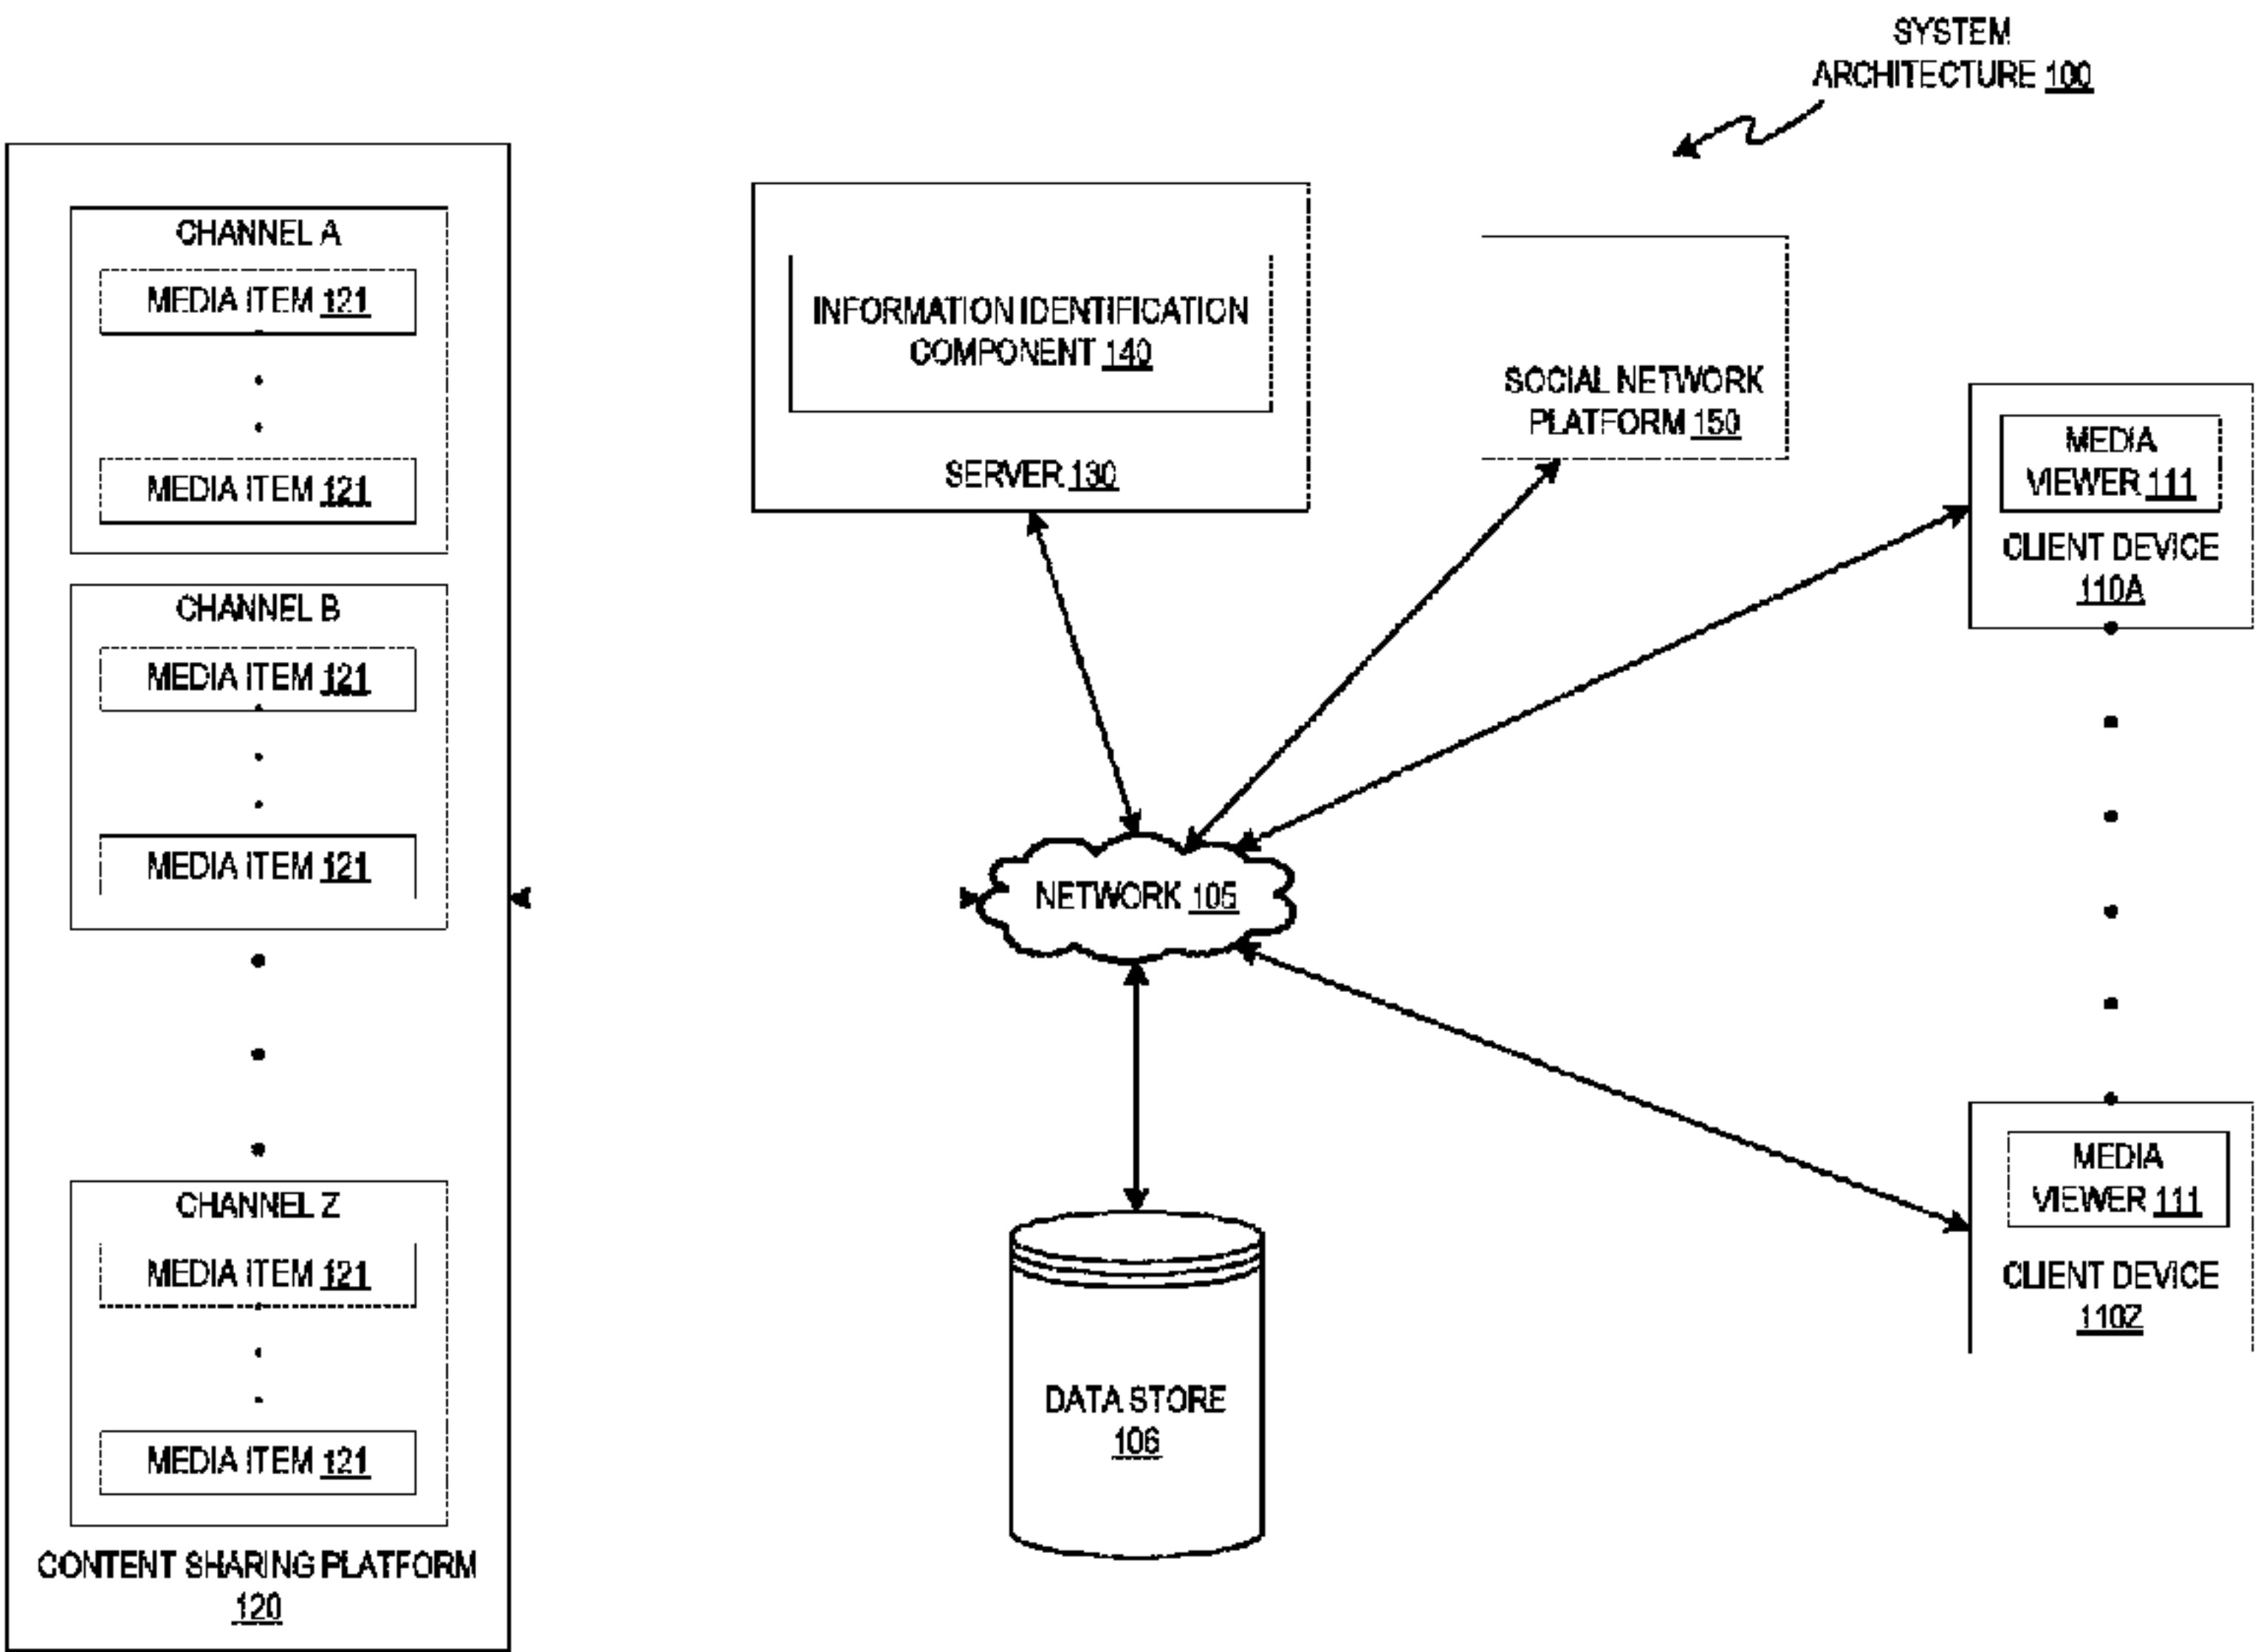 SYSTEM
ARCHITECTURE 100
CHANNEL A
MEDIA ITEM 121
MEDIA ITEM 121
CHANNEL B
MEDIA ITEM 121
MEDIA ITEM 121
CHANNEL Z
MEDIA ITEM 121
MEDIA ITEM 121
CONTENT SHARING PLATFORM
120
INFORMATION IDENTIFICATION
COMPONENT 140
SERVER 130
SOCIAL NETWORK
PLATFORM 150
MEDIA
VIEWER 111
CLIENT DEVICE
110A
NETWORK 105
MEDIA
VIEWER 111
CLIENT DEVICE
110Z
DATA STORE
106